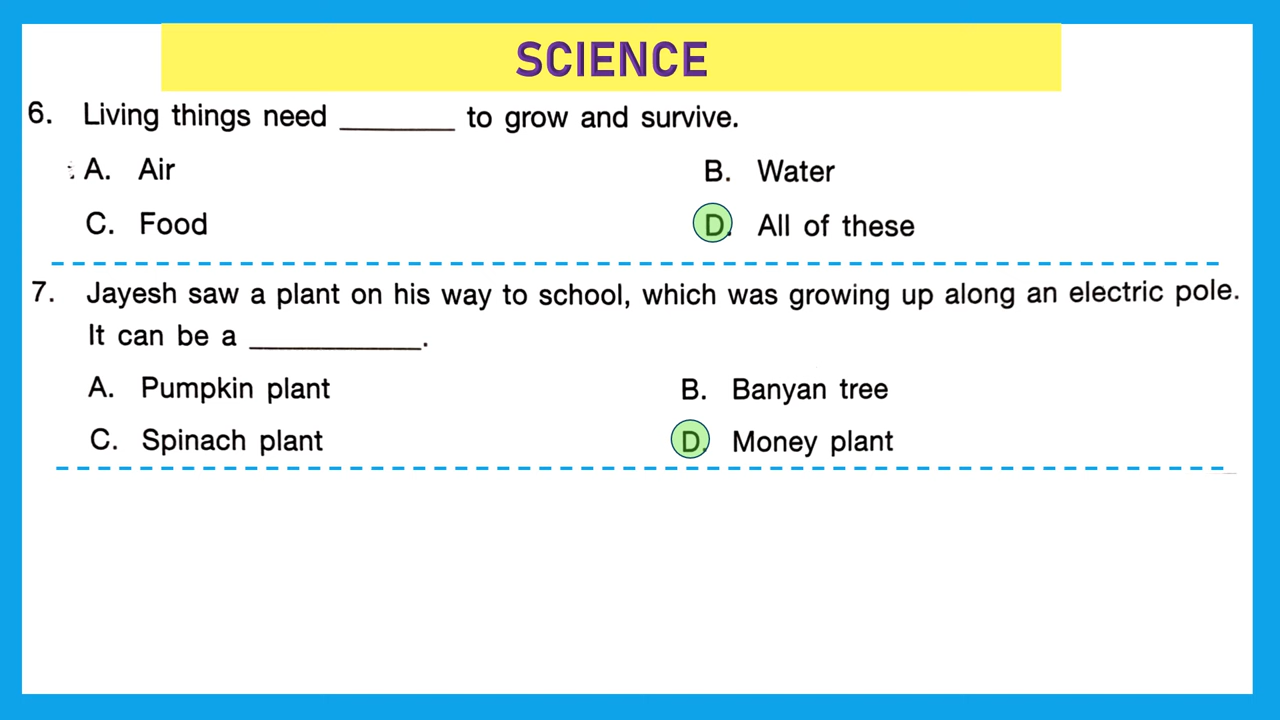 SCIENCE
6. Living things need ________ to grow and survive.
A. Air B. Water
C. Food D. All of these
7. Jayesh saw a plant on his way to school, which was growing up along an electric pole.
It can be a ____________.
A. Pumpkin plant B. Banyan tree
C. Spinach plant D. Money plant